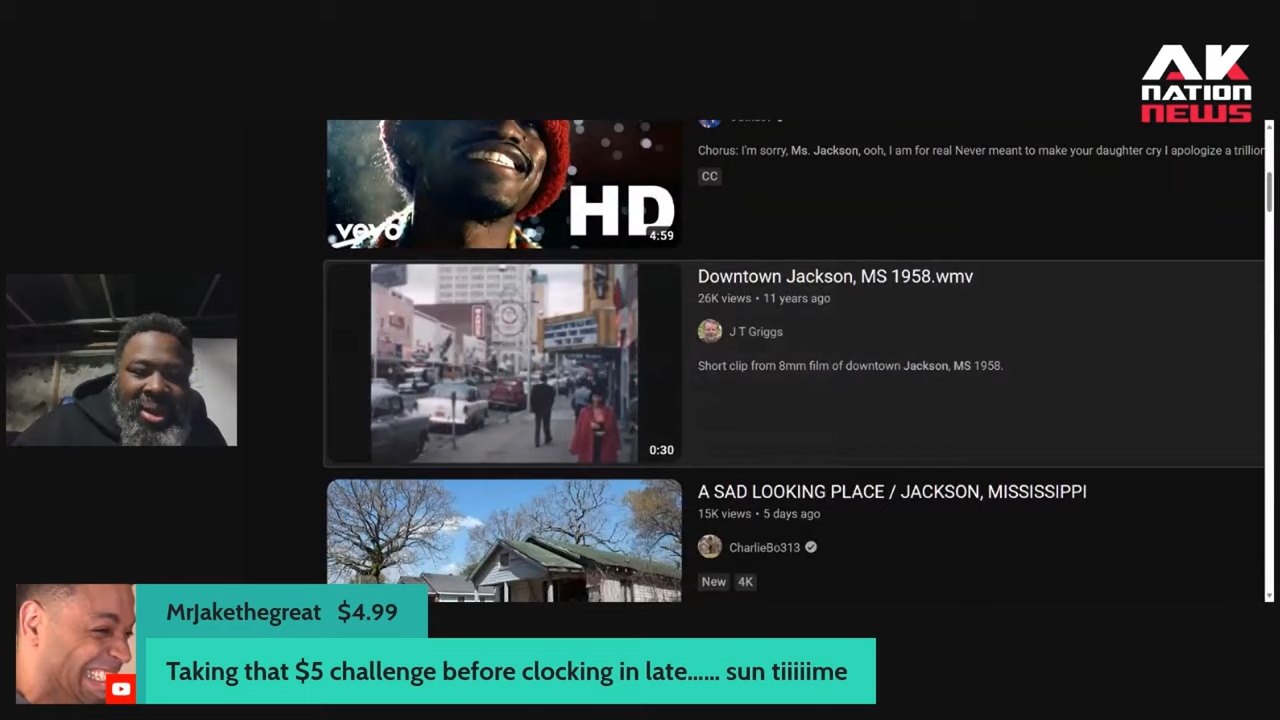 AK
NATION
NEWS
Chorus: I'm sorry, Ms. Jackson, ooh, I am for real Never meant to make your daughter cry I apologize a trillion
CC
vevo
HD
4:59
Downtown Jackson, MS 1958.wmv
26K views • 11 years ago
J T Griggs
Short clip from 8mm film of downtown Jackson, MS 1958.
0:30
A SAD LOOKING PLACE / JACKSON, MISSISSIPPI
15K views • 5 days ago
CharlieBo313
New 4K
MrJakethegreat $4.99
Taking that $5 challenge before clocking in late...... sun tiiiiime